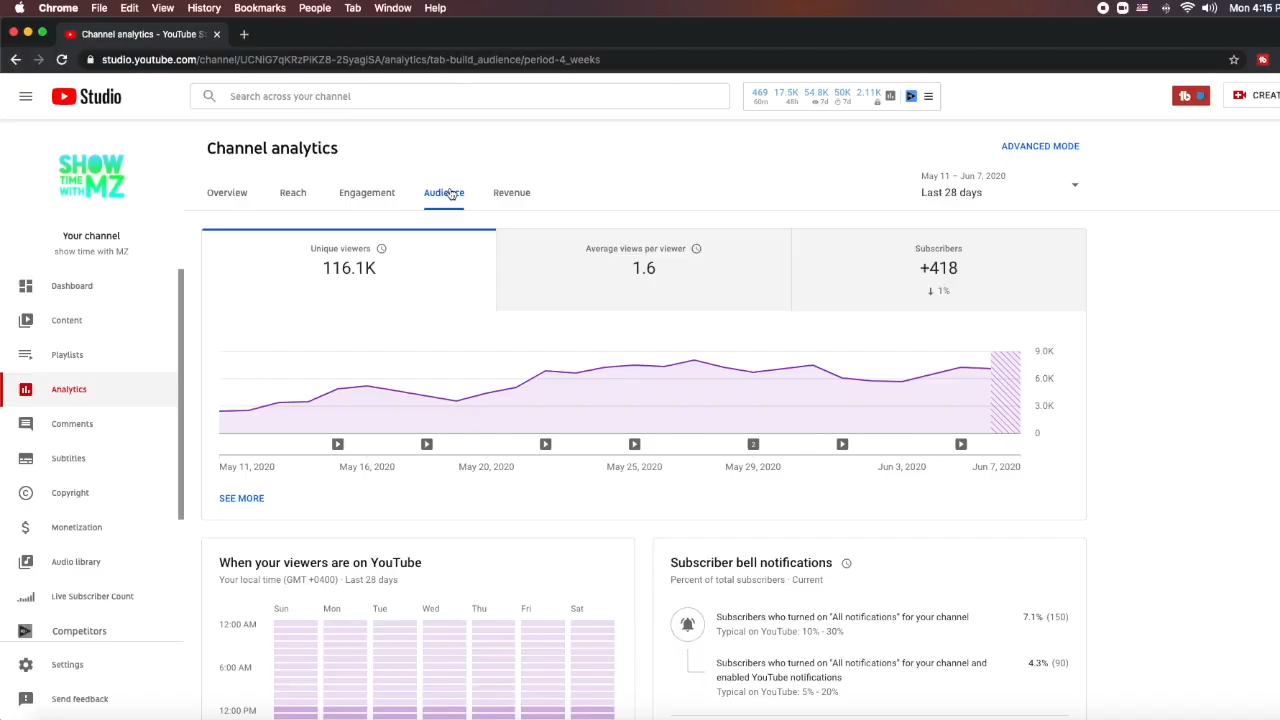 Chrome File Edit View History Bookmarks People Tab Window Help Mon 4:15 P
Channel analytics - YouTube S
studio.youtube.com/channel/UCNiG7qKRzPiKZ8-2SyagiSA/analytics/tab-build_audience/period-4_weeks
Studio
Search across your channel
469 17.5K 54.8K 50K 2.11K
60m 48h 7d 7d
CREAT
SHOW
TIME
WITH MZ
Your channel
show time with MZ
Dashboard
Content
Playlists
Analytics
Comments
Subtitles
Copyright
Monetization
Audio library
Live Subscriber Count
Competitors
Settings
Send feedback
Channel analytics
ADVANCED MODE
Overview Reach Engagement Audience Revenue
May 11 – Jun 7, 2020
Last 28 days
Unique viewers
116.1K
Average views per viewer
1.6
Subscribers
+418
1%
9.0K
6.0K
3.0K
0
2
May 11, 2020 May 16, 2020 May 20, 2020 May 25, 2020 May 29, 2020 Jun 3, 2020 Jun 7, 2020
SEE MORE
When your viewers are on YouTube
Your local time (GMT +0400) · Last 28 days
Sun Mon Tue Wed Thu Fri Sat
12:00 AM
6:00 AM
12:00 PM
Subscriber bell notifications
Percent of total subscribers · Current
Subscribers who turned on "All notifications" for your channel 7.1% (150)
Typical on YouTube: 10% - 30%
Subscribers who turned on "All notifications" for your channel and 4.3% (90)
enabled YouTube notifications
Typical on YouTube: 5% - 20%